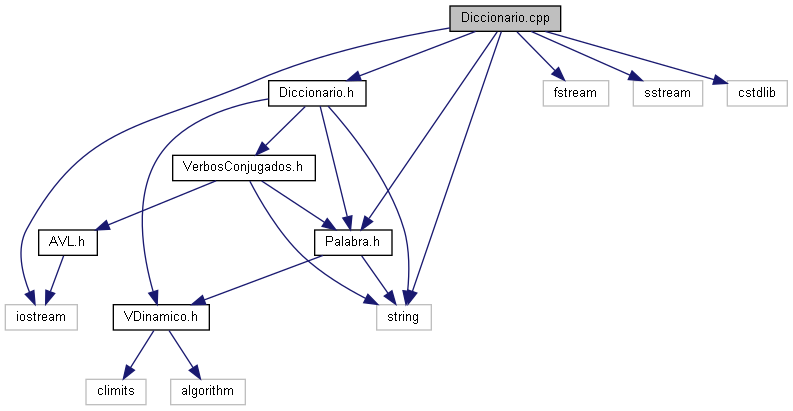 Diccionario.cpp
Diccionario.h
fstream
sstream
cstdlib
VerbosConjugados.h
AVL.h
Palabra.h
iostream
VDinamico.h
string
climits
algorithm